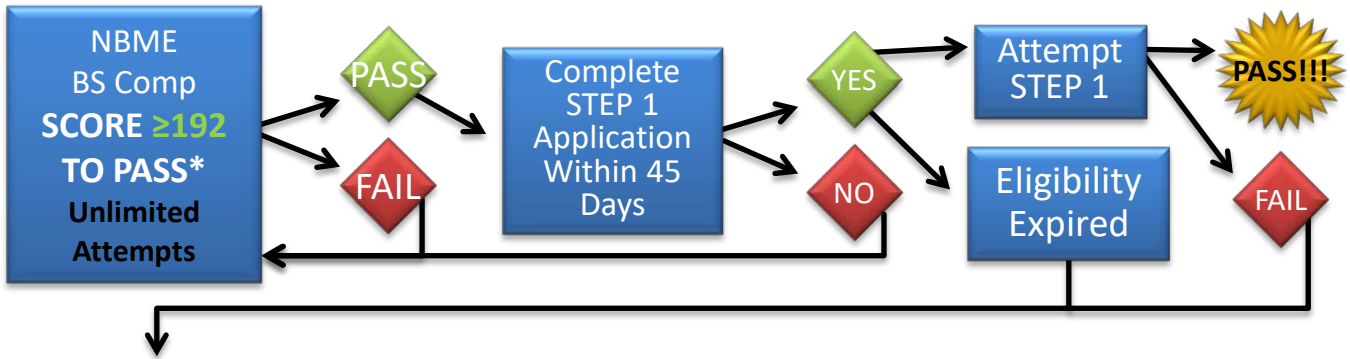 NBME
BS Comp
SCORE ≥192
TO PASS*
Unlimited
Attempts
PASS
FAIL
Complete
STEP 1
Application
Within 45
Days
YES
NO
Attempt
STEP 1
Eligibility
Expired
PASS!!!
FAIL